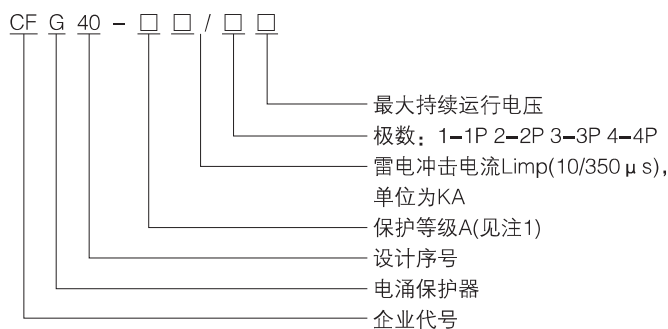 CF G 40 - □ □ / □ □
最大持续运行电压
极数：1-1P 2-2P 3-3P 4-4P
雷电冲击电流Limp(10/350μs),
单位为KA
保护等级A(见注1)
设计序号
电涌保护器
企业代号